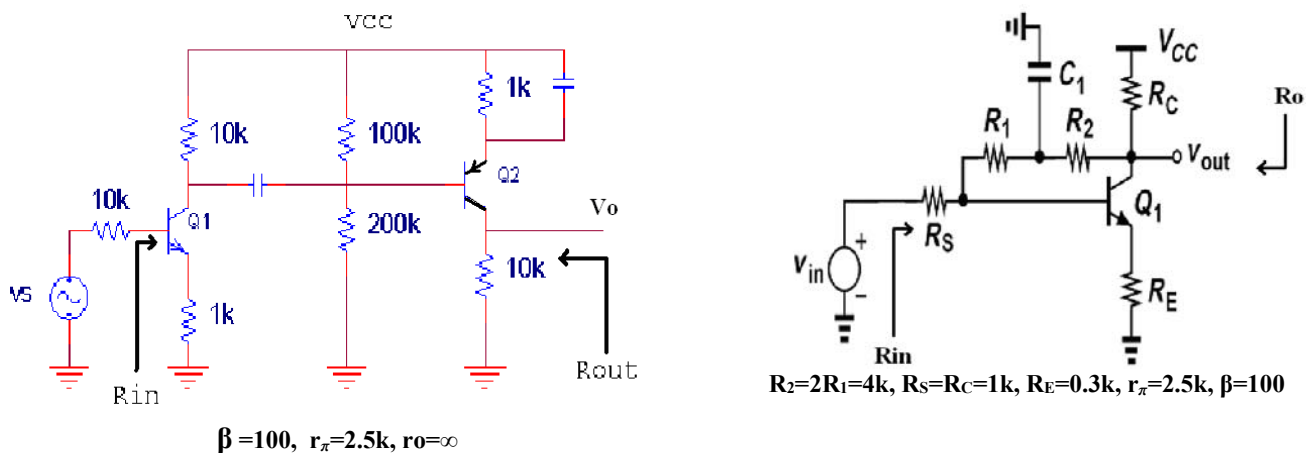 VCC
1k
10k
100k
Q2
10k
Q1
Vo
200k
10k
VS
1k
Rin
Rout
β =100, rπ=2.5k, ro=∞
VCC
C1
RC
Ro
R1
R2
vout
Q1
RS
vin
+
−
RE
Rin
R2=2R1=4k, RS=RC=1k, RE=0.3k, rπ=2.5k, β=100